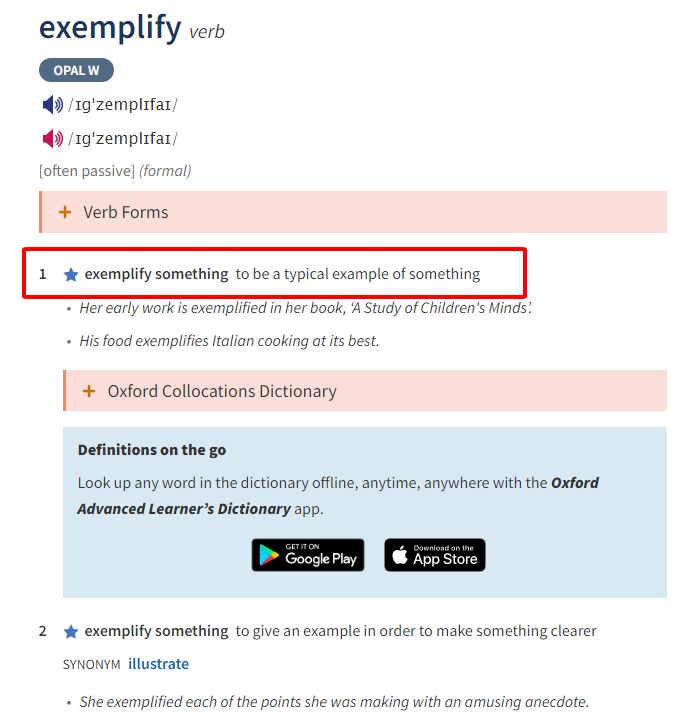 exemplify verb
OPAL W
/ɪɡˈzemplɪfaɪ/
/ɪɡˈzemplɪfaɪ/
[often passive] (formal)
+ Verb Forms
1 ★ exemplify something to be a typical example of something
• Her early work is exemplified in her book, ‘A Study of Children's Minds’.
• His food exemplifies Italian cooking at its best.
+ Oxford Collocations Dictionary
Definitions on the go
Look up any word in the dictionary offline, anytime, anywhere with the Oxford
Advanced Learner’s Dictionary app.
GET IT ON
Google Play
Download on the
App Store
2 ★ exemplify something to give an example in order to make something clearer
SYNONYM illustrate
• She exemplified each of the points she was making with an amusing anecdote.